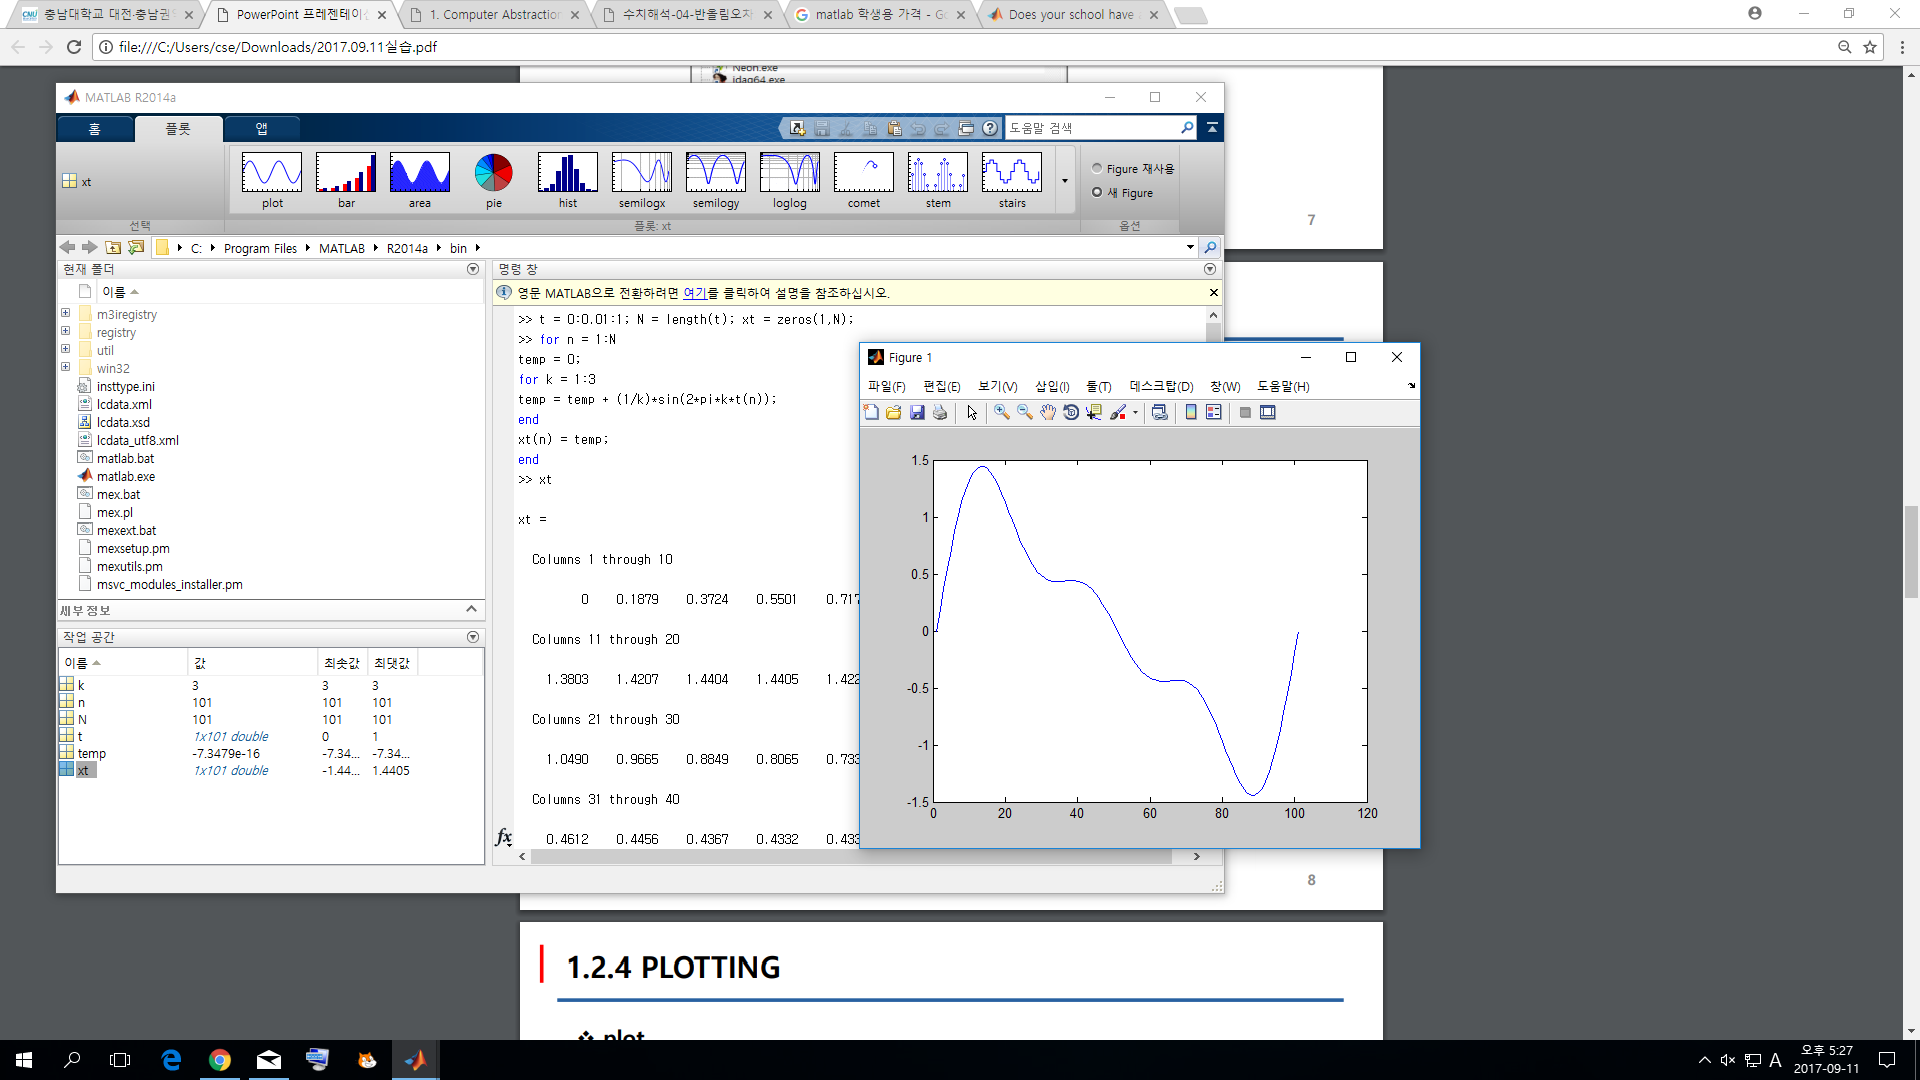 충남대학교 대전·충남권
PowerPoint 프레젠테이션
1. Computer Abstraction
수치해석-04-반올림오차
matlab 학생용 가격 - Go
Does your school have
file:///C:/Users/cse/Downloads/2017.09.11실습.pdf
Neon.exe
idaq64.exe
MATLAB R2014a
홈
플롯
앱
도움말 검색
xt
plot
bar
area
pie
hist
semilogx
semilogy
loglog
comet
stem
stairs
Figure 재사용
새 Figure
선택
플롯: xt
옵션
7
C: Program Files MATLAB R2014a bin
현재 폴더
이름
m3iregistry
registry
util
win32
insttype.ini
lcdata.xml
lcdata.xsd
lcdata_utf8.xml
matlab.bat
matlab.exe
mex.bat
mex.pl
mexext.bat
mexsetup.pm
mexutils.pm
msvc_modules_installer.pm
세부 정보
작업 공간
이름 값 최솟값 최댓값
k 3 3 3
n 101 101 101
N 101 101 101
t 1x101 double 0 1
temp -7.3479e-16 -7.34... -7.34...
xt 1x101 double -1.44... 1.4405
명령 창
영문 MATLAB으로 전환하려면 여기를 클릭하여 설명을 참조하십시오.
>> t = 0:0.01:1; N = length(t); xt = zeros(1,N);
>> for n = 1:N
temp = 0;
for k = 1:3
temp = temp + (1/k)*sin(2*pi*k*t(n));
end
xt(n) = temp;
end
>> xt
xt =
Columns 1 through 10
0 0.1879 0.3724 0.5501 0.717
Columns 11 through 20
1.3803 1.4207 1.4404 1.4405 1.422
Columns 21 through 30
1.0490 0.9665 0.8849 0.8065 0.733
Columns 31 through 40
0.4612 0.4456 0.4367 0.4332 0.433
fx
Figure 1
파일(F) 편집(E) 보기(V) 삽입(I) 툴(T) 데스크탑(D) 창(W) 도움말(H)
1.5
1
0.5
0
-0.5
-1
-1.5
0 20 40 60 80 100 120
8
1.2.4 PLOTTING
plot
A
오후 5:27
2017-09-11